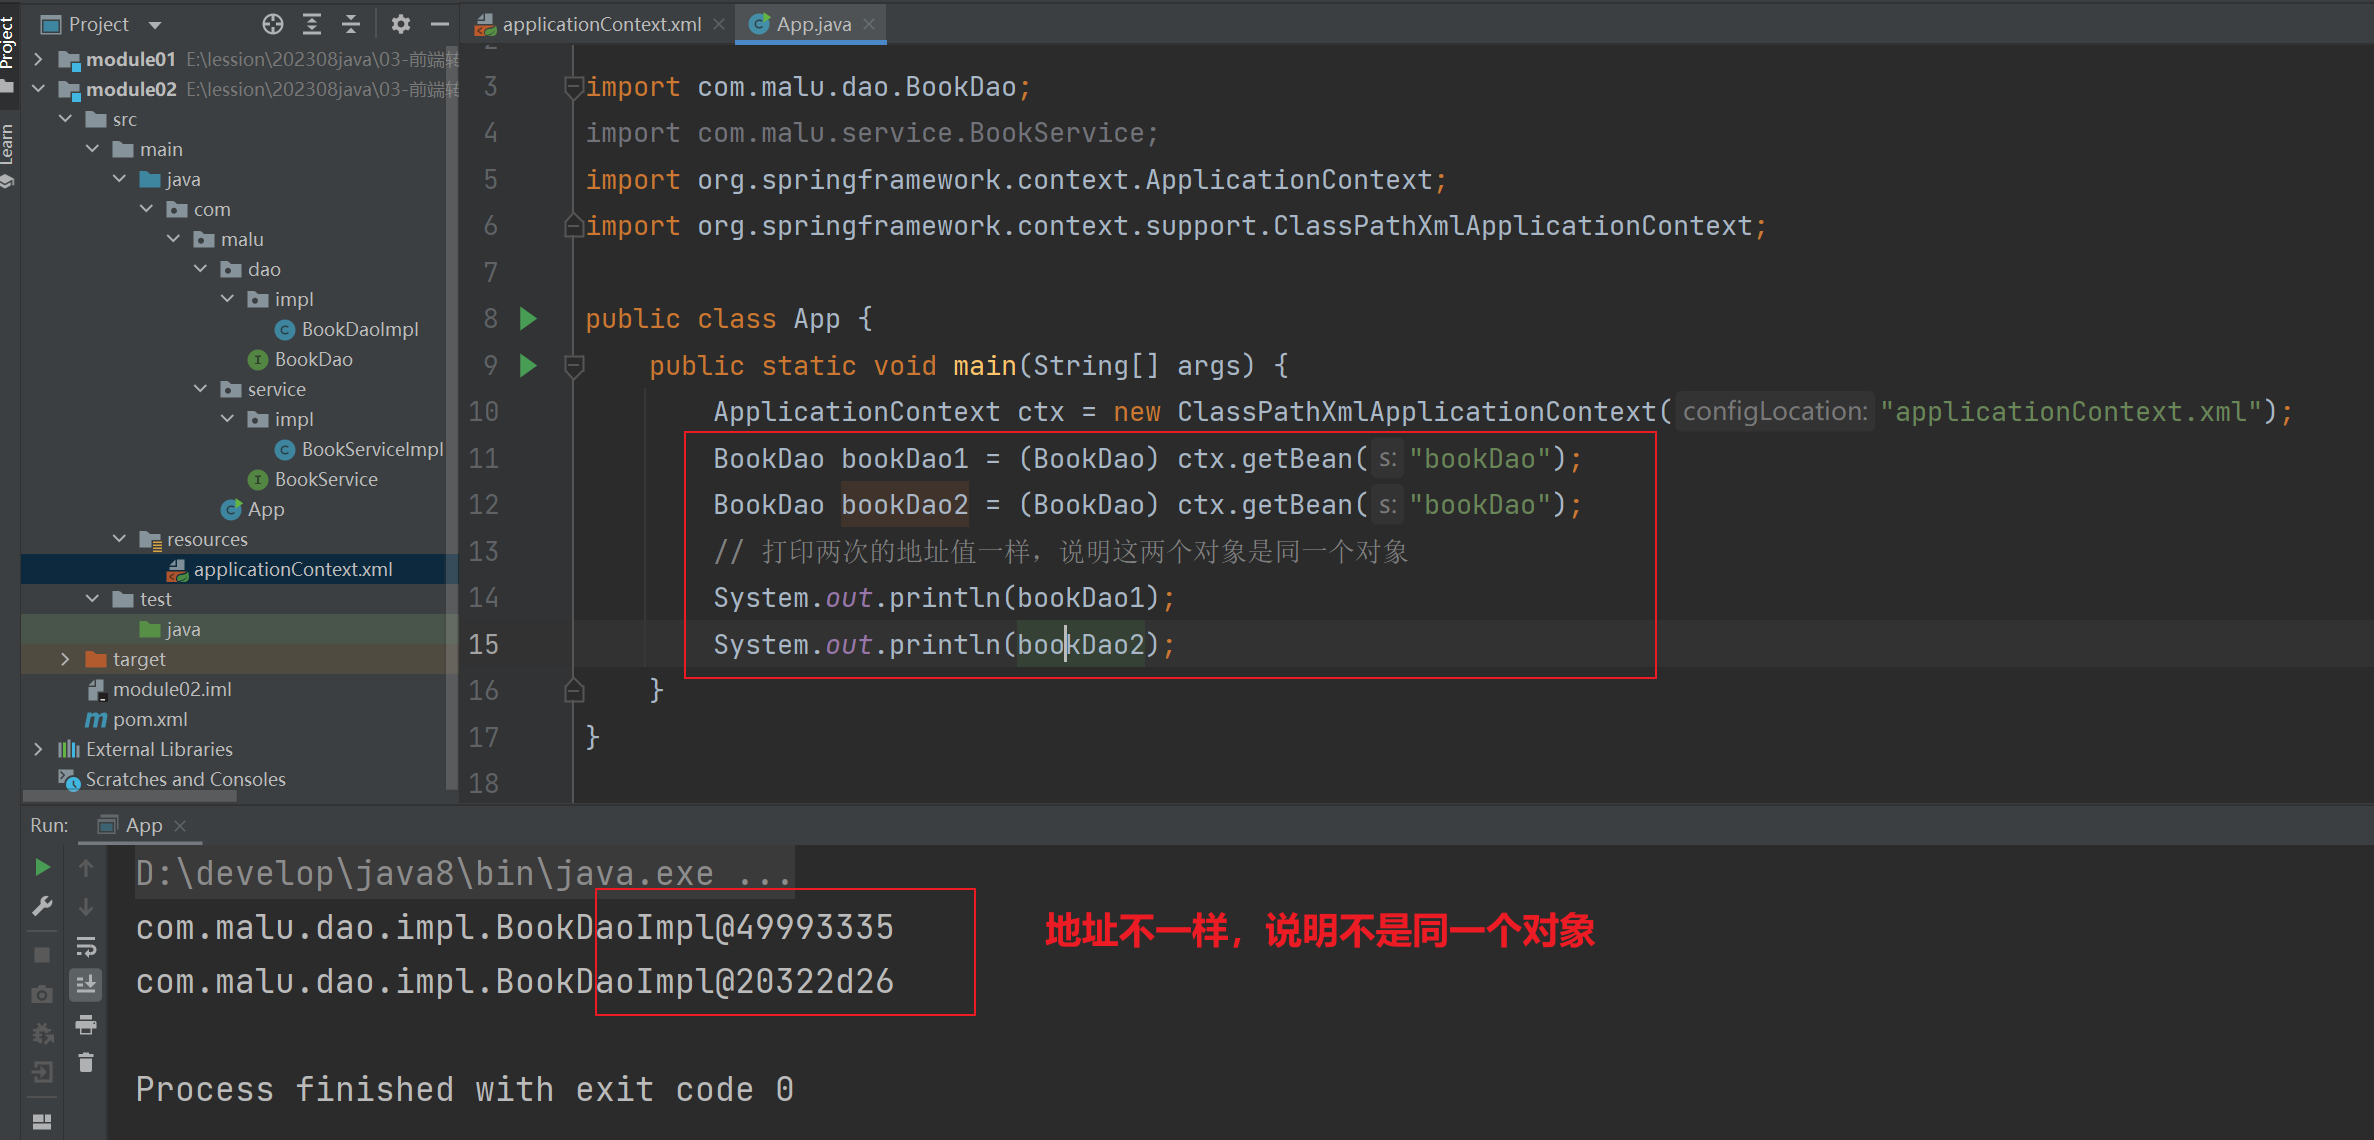 Project
applicationContext.xml
App.java
Project
Learn
module01 E:\lession\202308java\03-前端转
module02 E:\lession\202308java\03-前端转
src
main
java
com
malu
dao
impl
BookDaoImpl
BookDao
service
impl
BookServiceImpl
BookService
App
resources
applicationContext.xml
test
java
target
module02.iml
pom.xml
External Libraries
Scratches and Consoles
2
3 import com.malu.dao.BookDao;
4 import com.malu.service.BookService;
5 import org.springframework.context.ApplicationContext;
6 import org.springframework.context.support.ClassPathXmlApplicationContext;
7
8 public class App {
9 public static void main(String[] args) {
10 ApplicationContext ctx = new ClassPathXmlApplicationContext( configLocation: "applicationContext.xml");
11 BookDao bookDao1 = (BookDao) ctx.getBean( s: "bookDao");
12 BookDao bookDao2 = (BookDao) ctx.getBean( s: "bookDao");
13 // 打印两次的地址值一样，说明这两个对象是同一个对象
14 System.out.println(bookDao1);
15 System.out.println(bookDao2);
16 }
17 }
18
Run: App
D:\develop\java8\bin\java.exe ...
com.malu.dao.impl.BookDaoImpl@49993335
com.malu.dao.impl.BookDaoImpl@20322d26
地址不一样，说明不是同一个对象
Process finished with exit code 0